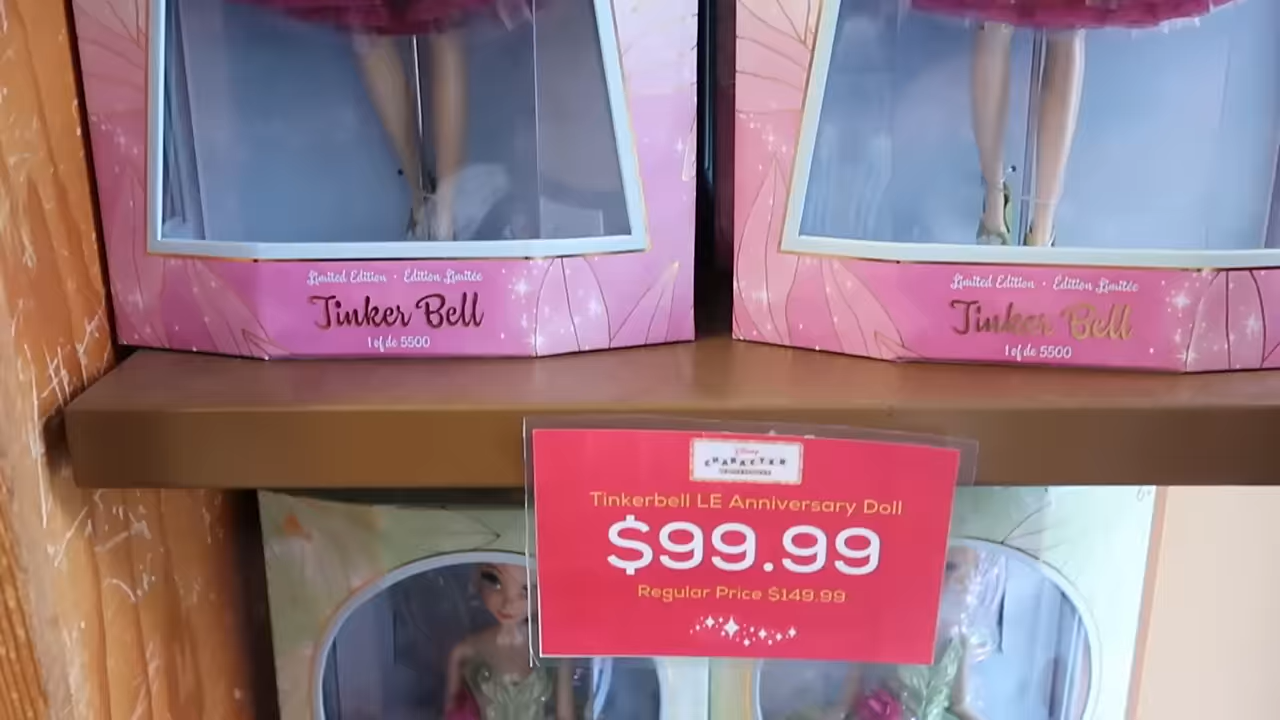 Limited Edition · Édition Limitée
Tinker Bell
1 of de 5500
Limited Edition · Édition Limitée
Tinker Bell
1 of de 5500
Disney
CHARACTER
Tinkerbell LE Anniversary Doll
$99.99
Regular Price $149.99